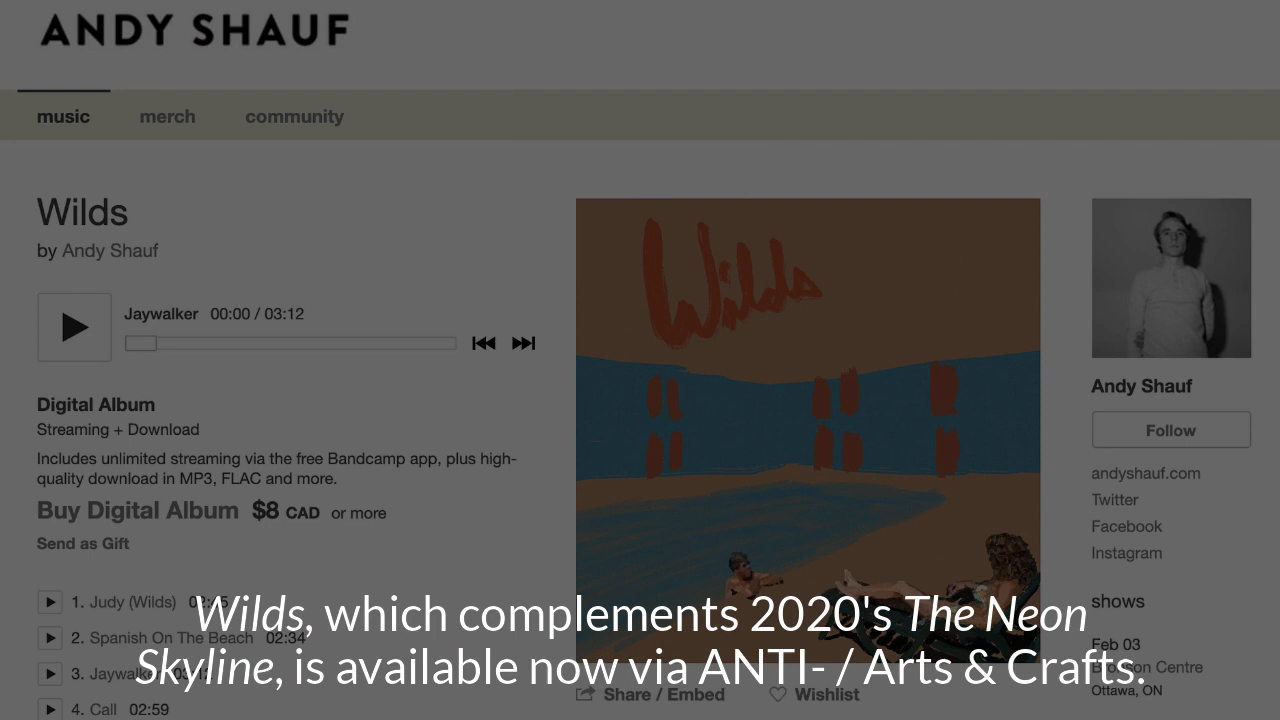 ANDY SHAUF
music merch community
Wilds
by Andy Shauf
Jaywalker 00:00 / 03:12
Digital Album
Streaming + Download
Includes unlimited streaming via the free Bandcamp app, plus high-
quality download in MP3, FLAC and more.
Buy Digital Album $8 CAD or more
Send as Gift
1. Judy (Wilds)
2. Spanish On The Beach 02:34
3. Jaywalker 03:12
4. Call 02:59
Wilds
Share / Embed Wishlist
Andy Shauf
Follow
andyshauf.com
Twitter
Facebook
Instagram
shows
Feb 03
Bronson Centre
Ottawa, ON
Wilds, which complements 2020's The Neon
Skyline, is available now via ANTI- / Arts & Crafts.